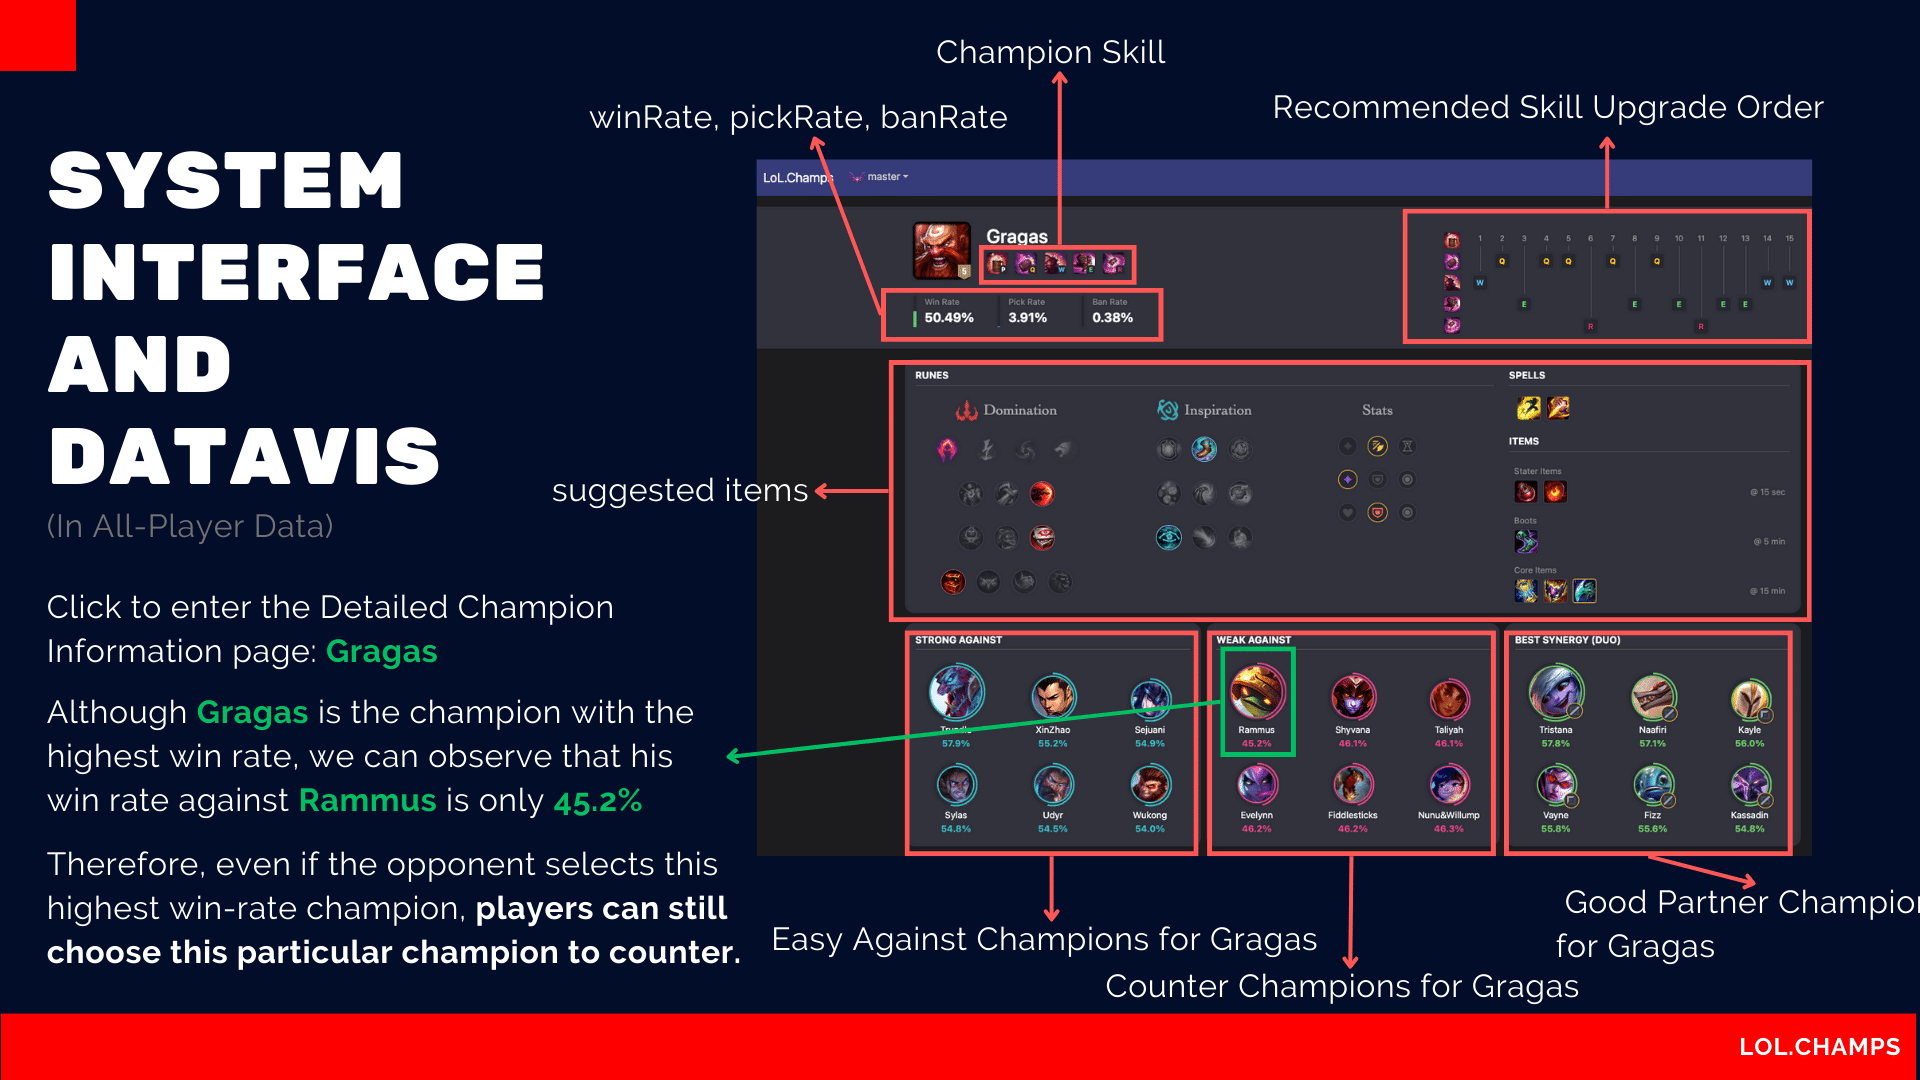 Champion Skill
winRate, pickRate, banRate
Recommended Skill Upgrade Order
SYSTEM
INTERFACE
AND
DATAVIS
(In All-Player Data)
Click to enter the Detailed Champion
Information page: Gragas
Although Gragas is the champion with the
highest win rate, we can observe that his
win rate against Rammus is only 45.2%
Therefore, even if the opponent selects this
highest win-rate champion, players can still
choose this particular champion to counter.
suggested items
LoL.Champs master
Gragas
5
P Q W E R
Win Rate Pick Rate Ban Rate
50.49% 3.91% 0.38%
1 2 3 4 5 6 7 8 9 10 11 12 13 14 15
Q Q Q Q Q
W W W
E E E E E
R R
RUNES
Domination Inspiration Stats
SPELLS
ITEMS
Stater Items
@ 15 sec
Boots
@ 5 min
Core Items
@ 15 min
STRONG AGAINST
Trundle XinZhao Sejuani
57.9% 55.2% 54.9%
Sylas Udyr Wukong
54.8% 54.5% 54.0%
WEAK AGAINST
Rammus Shyvana Taliyah
45.2% 46.1% 46.1%
Evelynn Fiddlesticks Nunu&Willump
46.2% 46.2% 46.3%
BEST SYNERGY (DUO)
Tristana Naafiri Kayle
57.8% 57.1% 56.0%
Vayne Fizz Kassadin
55.8% 55.6% 54.8%
Easy Against Champions for Gragas
Counter Champions for Gragas
Good Partner Champion
for Gragas
LOL.CHAMPS